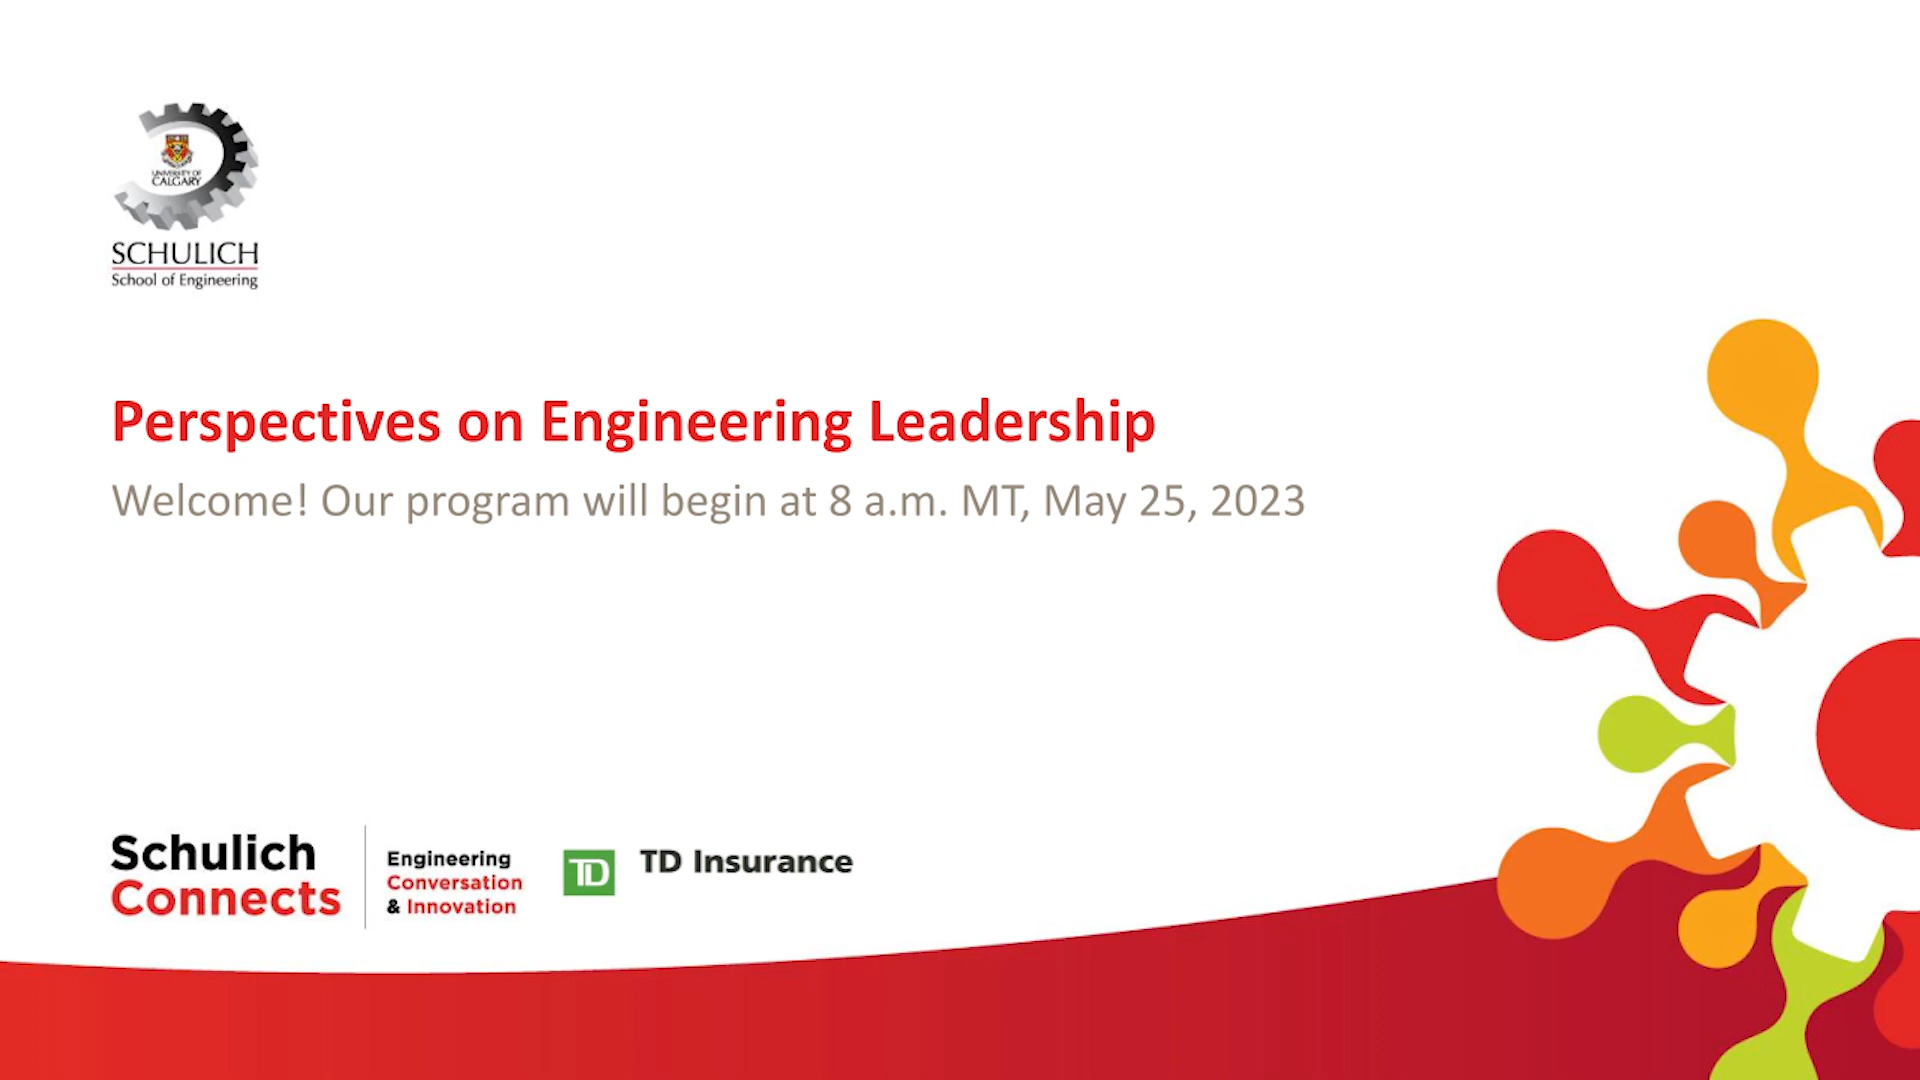 UNIVERSITY OF
CALGARY
SCHULICH
School of Engineering
Perspectives on Engineering Leadership
Welcome! Our program will begin at 8 a.m. MT, May 25, 2023
Schulich
Connects
Engineering
Conversation
& Innovation
TD
TD Insurance